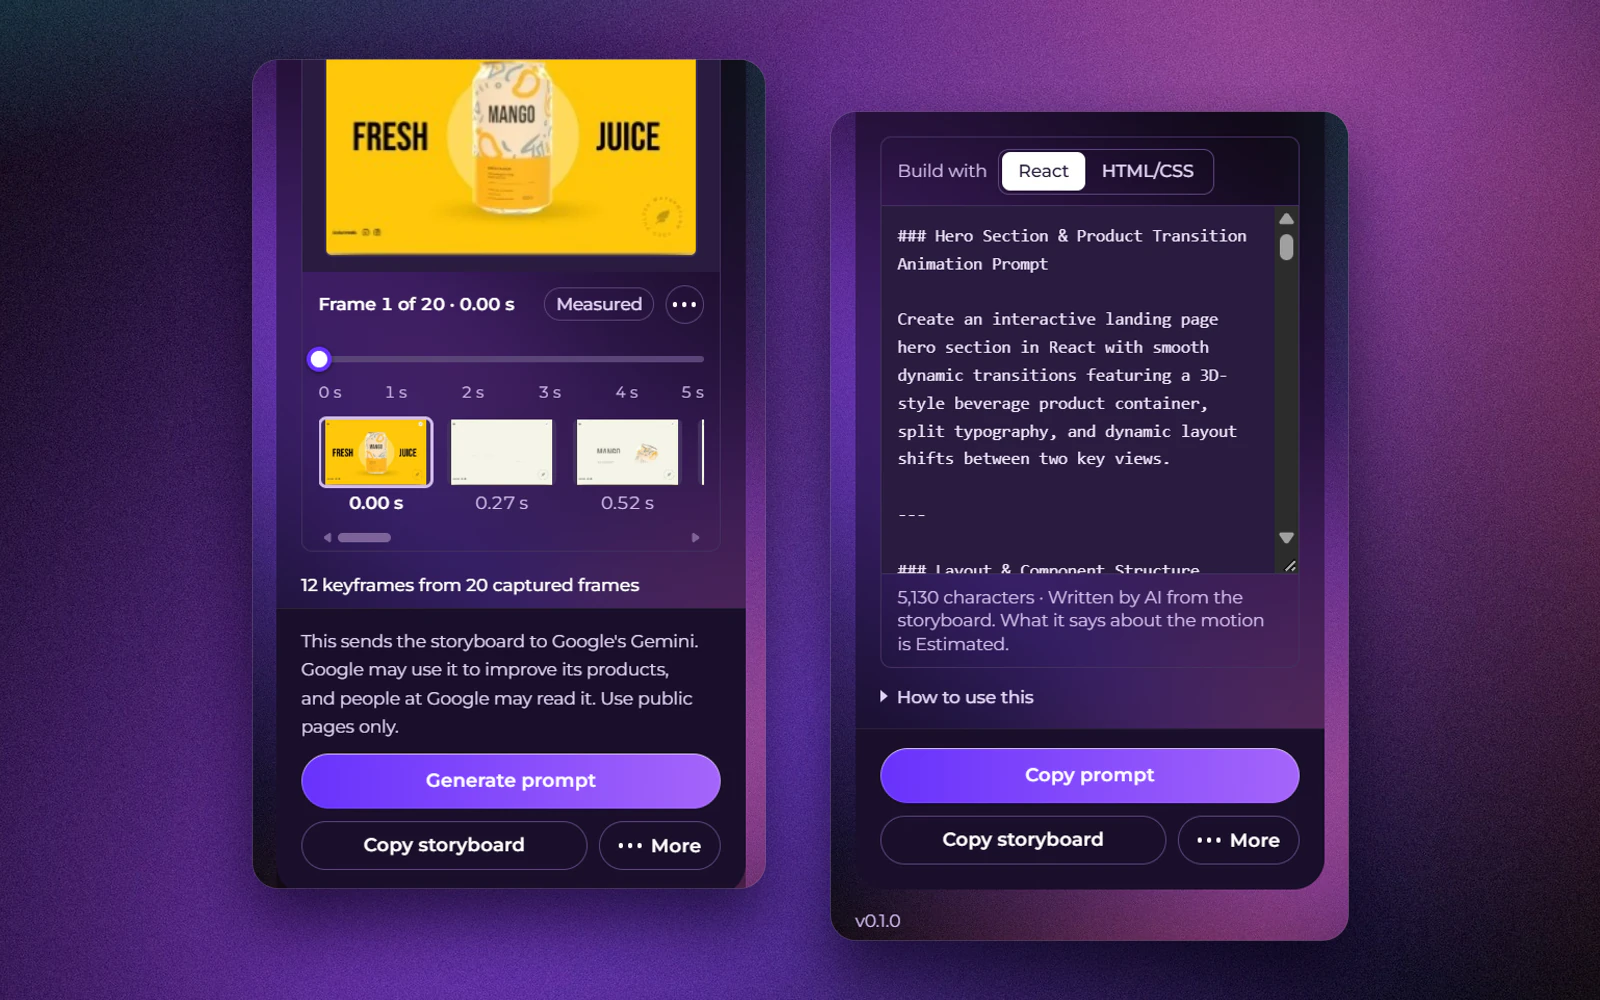 FRESH
MANGO
JUICE
Frame 1 of 20 · 0.00 s
Measured
0 s 1 s 2 s 3 s 4 s 5 s
FRESH
MANGO
JUICE
MANGO
0.00 s 0.27 s 0.52 s
12 keyframes from 20 captured frames
This sends the storyboard to Google's Gemini.
Google may use it to improve its products,
and people at Google may read it. Use public
pages only.
Generate prompt
Copy storyboard
More
Build with
React
HTML/CSS
### Hero Section & Product Transition
Animation Prompt
Create an interactive landing page
hero section in React with smooth
dynamic transitions featuring a 3D-
style beverage product container,
split typography, and dynamic layout
shifts between two key views.
---
### Layout & Component Structure
5,130 characters · Written by AI from the
storyboard. What it says about the motion
is Estimated.
How to use this
Copy prompt
Copy storyboard
More
v0.1.0